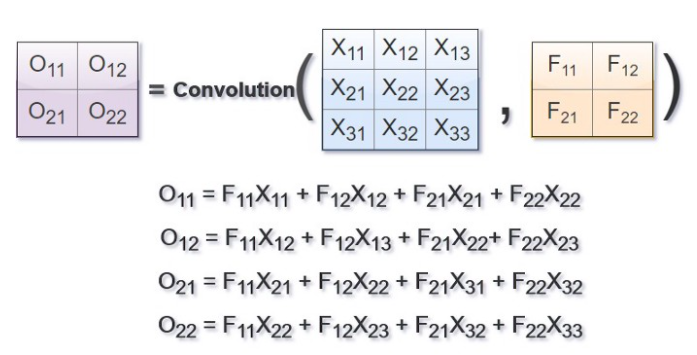 O₁₁ O₁₂
O₂₁ O₂₂
= Convolution(
X₁₁ X₁₂ X₁₃
X₂₁ X₂₂ X₂₃
X₃₁ X₃₂ X₃₃
,
F₁₁ F₁₂
F₂₁ F₂₂
)
O₁₁ = F₁₁X₁₁ + F₁₂X₁₂ + F₂₁X₂₁ + F₂₂X₂₂
O₁₂ = F₁₁X₁₂ + F₁₂X₁₃ + F₂₁X₂₂+ F₂₂X₂₃
O₂₁ = F₁₁X₂₁ + F₁₂X₂₂ + F₂₁X₃₁ + F₂₂X₃₂
O₂₂ = F₁₁X₂₂ + F₁₂X₂₃ + F₂₁X₃₂ + F₂₂X₃₃